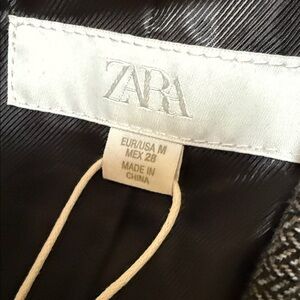 ZARA
EUR/USA M
MEX 28
MADE IN
CHINA